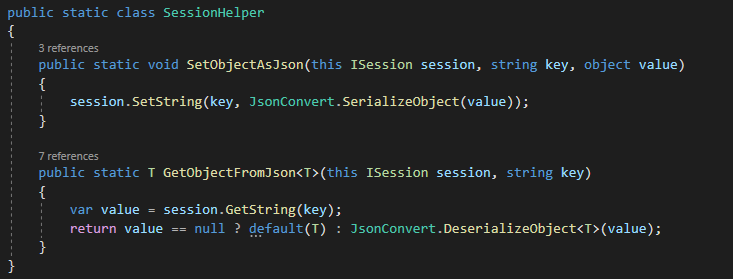 public static class SessionHelper
{
3 references
public static void SetObjectAsJson(this ISession session, string key, object value)
{
session.SetString(key, JsonConvert.SerializeObject(value));
}
7 references
public static T GetObjectFromJson<T>(this ISession session, string key)
{
var value = session.GetString(key);
return value == null ? default(T) : JsonConvert.DeserializeObject<T>(value);
}
}